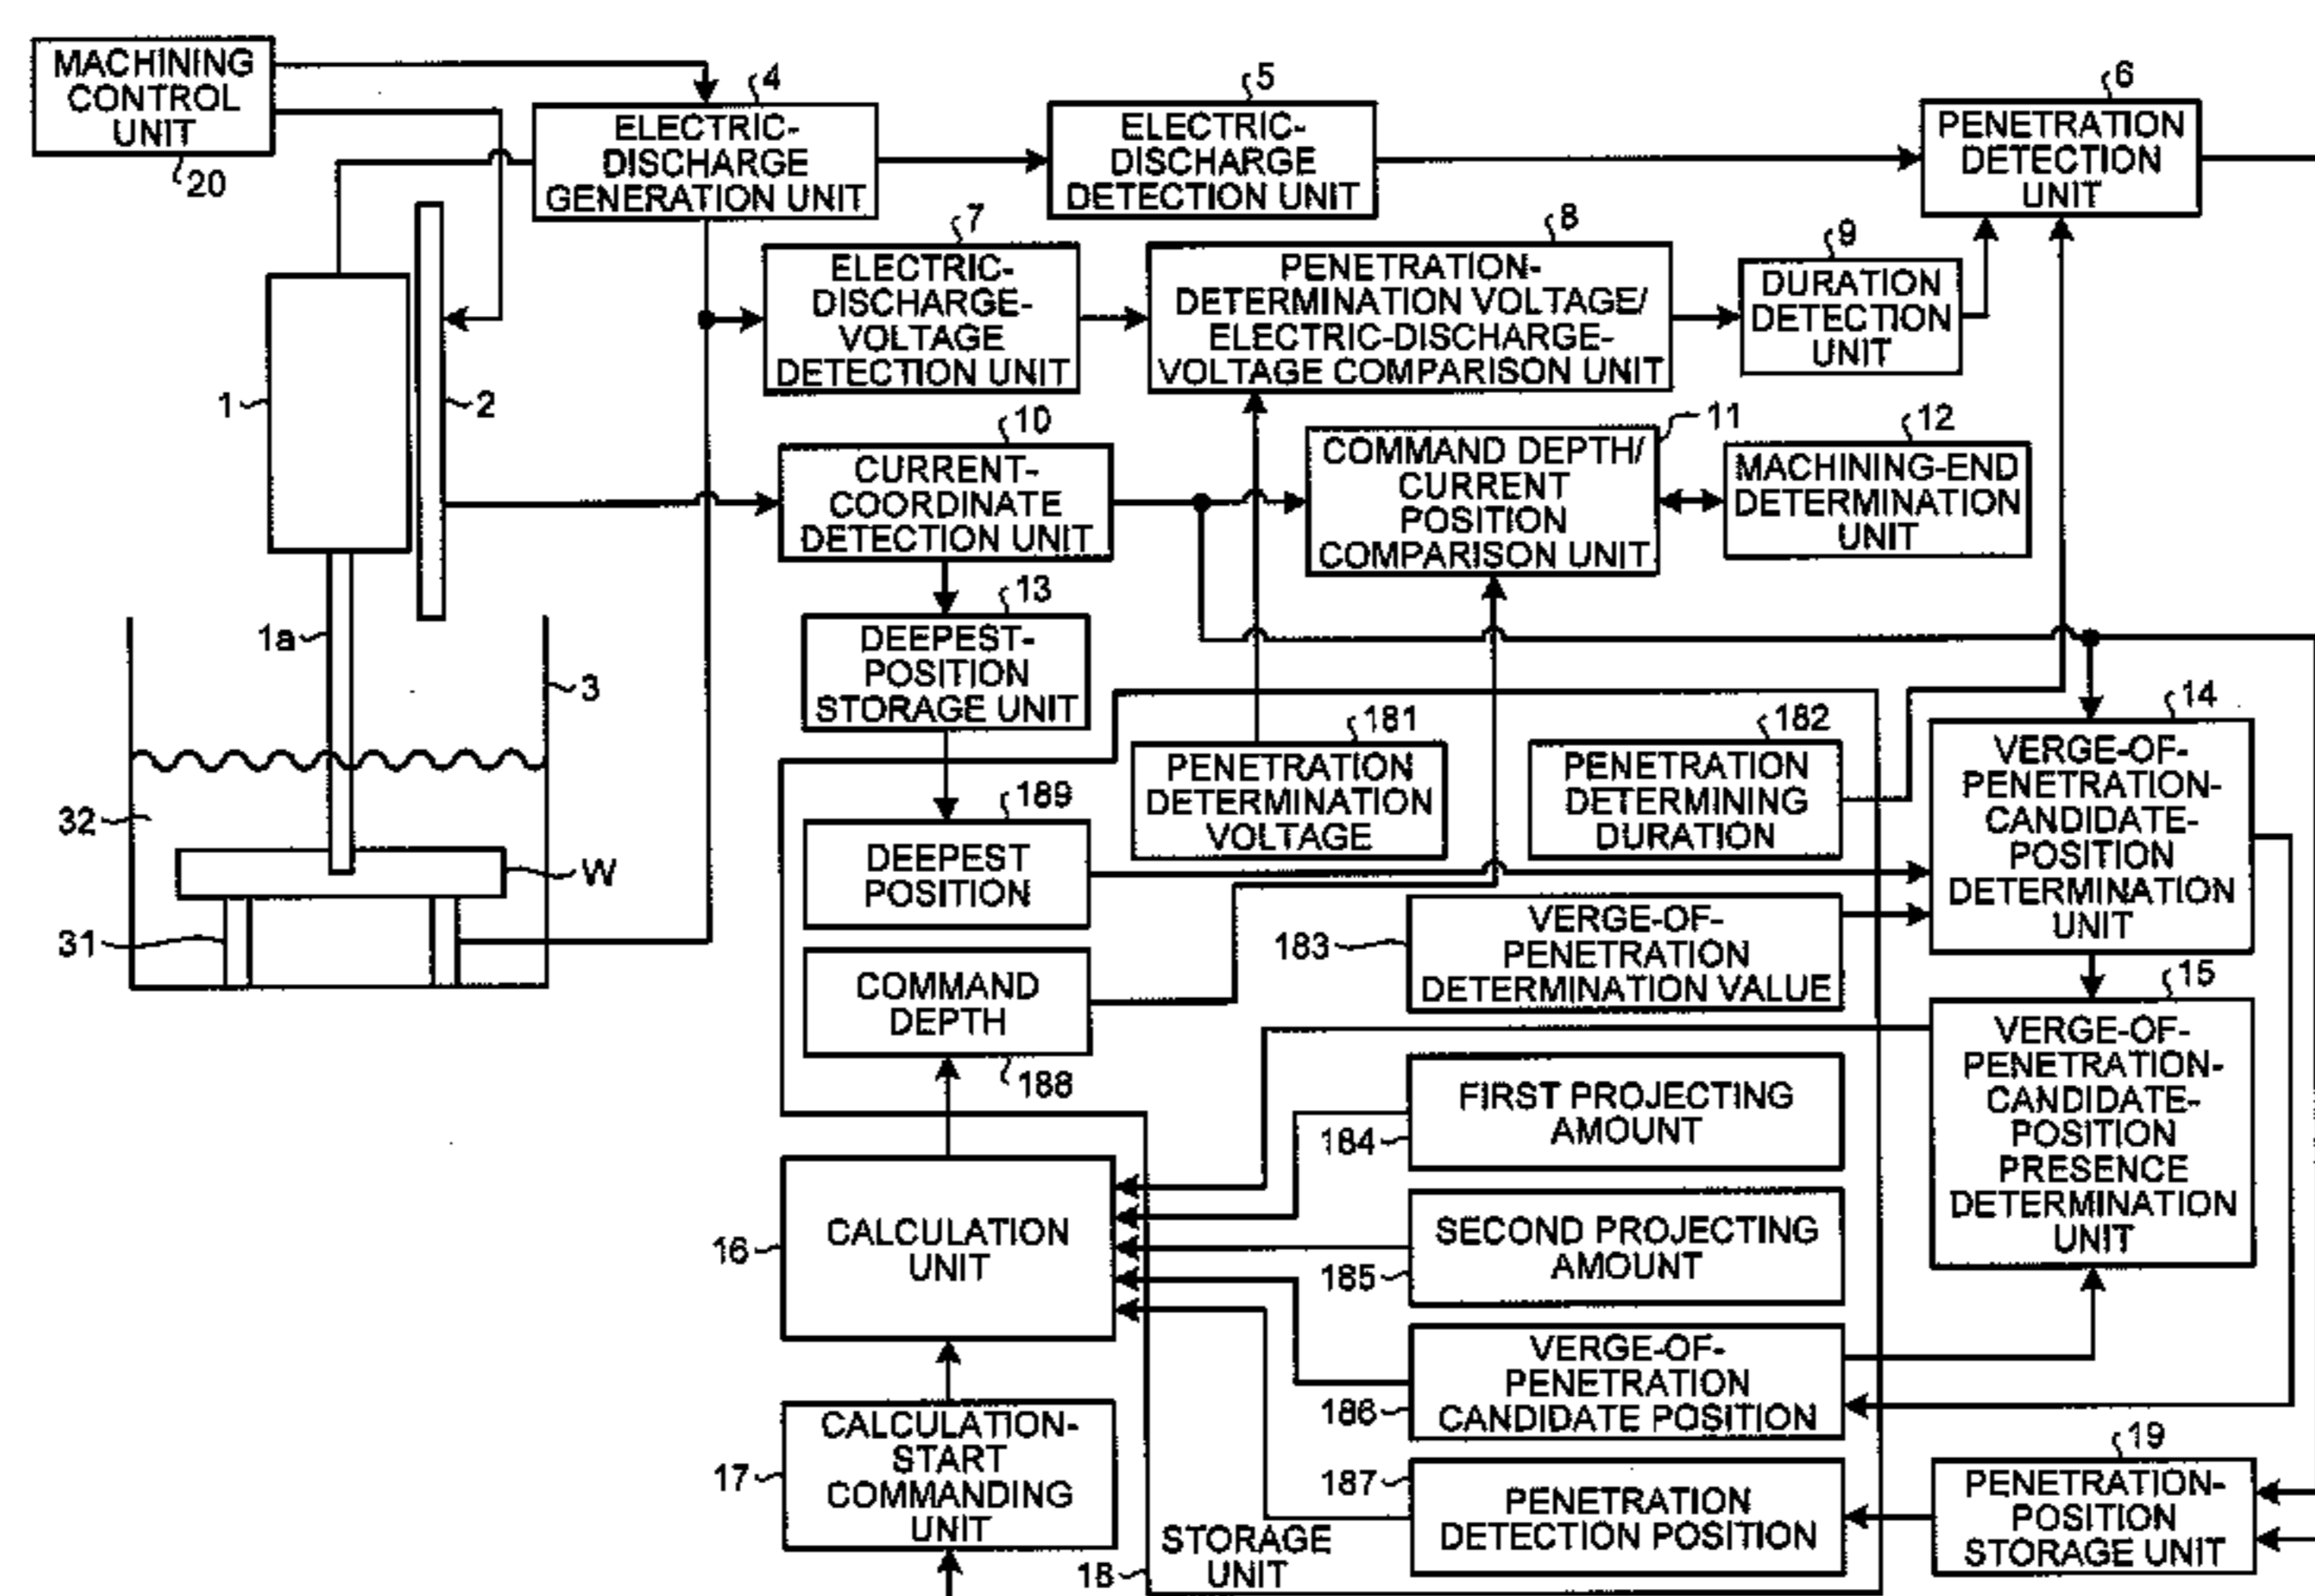 MACHINING
CONTROL
UNIT
20
4
ELECTRIC-
DISCHARGE
GENERATION UNIT
5
ELECTRIC-
DISCHARGE
DETECTION UNIT
6
PENETRATION
DETECTION
UNIT
7
ELECTRIC-
DISCHARGE-
VOLTAGE
DETECTION UNIT
8
PENETRATION-
DETERMINATION VOLTAGE/
ELECTRIC-DISCHARGE-
VOLTAGE COMPARISON UNIT
9
DURATION
DETECTION
UNIT
1
2
10
CURRENT-
COORDINATE
DETECTION UNIT
11
COMMAND DEPTH/
CURRENT
POSITION
COMPARISON UNIT
12
MACHINING-END
DETERMINATION
UNIT
1a
3
32
W
31
13
DEEPEST-
POSITION
STORAGE UNIT
181
PENETRATION
DETERMINATION
VOLTAGE
182
PENETRATION
DETERMINING
DURATION
14
VERGE-OF-
PENETRATION-
CANDIDATE-
POSITION
DETERMINATION
UNIT
189
DEEPEST
POSITION
183
VERGE-OF-
PENETRATION
DETERMINATION VALUE
COMMAND
DEPTH
188
15
VERGE-OF-
PENETRATION-
CANDIDATE-
POSITION
PRESENCE
DETERMINATION
UNIT
FIRST PROJECTING
AMOUNT
184
16
CALCULATION
UNIT
SECOND PROJECTING
AMOUNT
185
VERGE-OF-
PENETRATION
CANDIDATE POSITION
186
17
CALCULATION-
START
COMMANDING
UNIT
187
PENETRATION
DETECTION POSITION
19
PENETRATION-
POSITION
STORAGE UNIT
STORAGE
UNIT
18